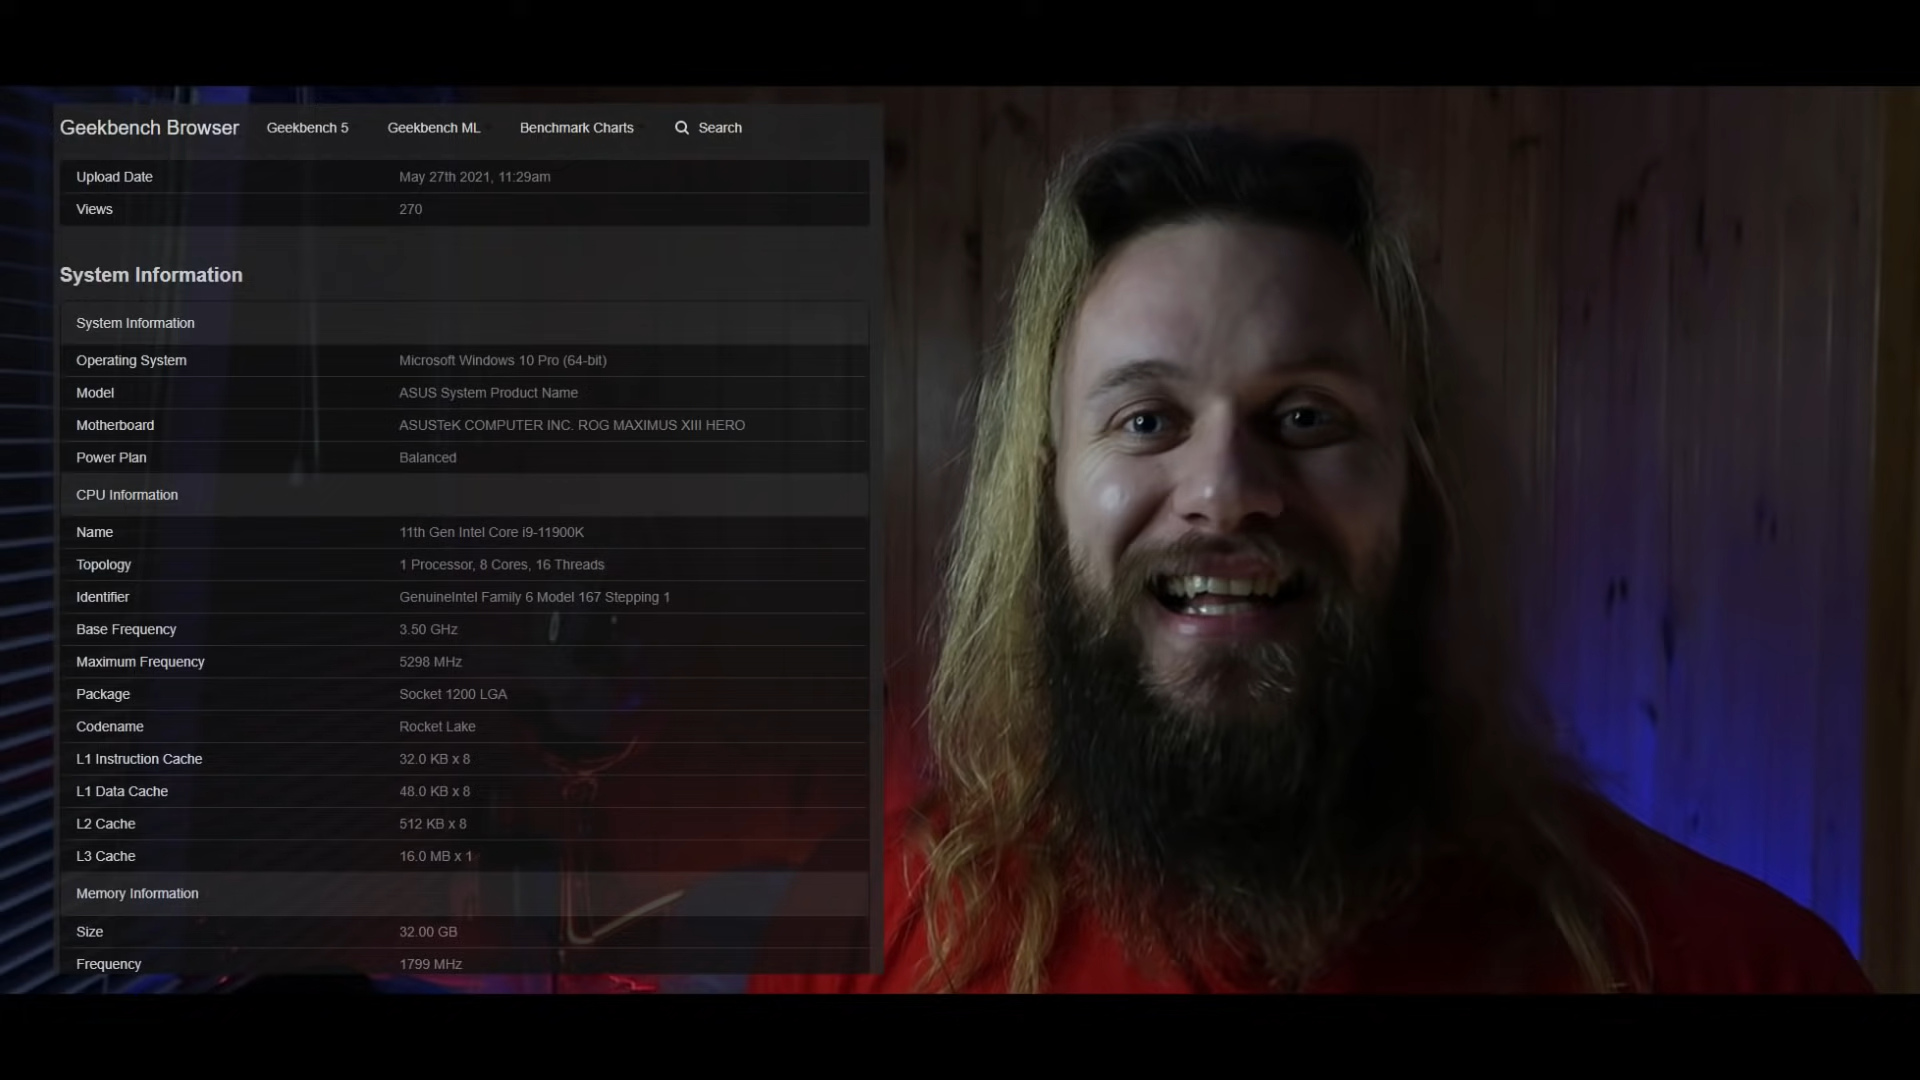 Geekbench Browser Geekbench 5 Geekbench ML Benchmark Charts Search
Upload Date May 27th 2021, 11:29am
Views 270
System Information
System Information
Operating System Microsoft Windows 10 Pro (64-bit)
Model ASUS System Product Name
Motherboard ASUSTeK COMPUTER INC. ROG MAXIMUS XIII HERO
Power Plan Balanced
CPU Information
Name 11th Gen Intel Core i9-11900K
Topology 1 Processor, 8 Cores, 16 Threads
Identifier GenuineIntel Family 6 Model 167 Stepping 1
Base Frequency 3.50 GHz
Maximum Frequency 5298 MHz
Package Socket 1200 LGA
Codename Rocket Lake
L1 Instruction Cache 32.0 KB x 8
L1 Data Cache 48.0 KB x 8
L2 Cache 512 KB x 8
L3 Cache 16.0 MB x 1
Memory Information
Size 32.00 GB
Frequency 1799 MHz